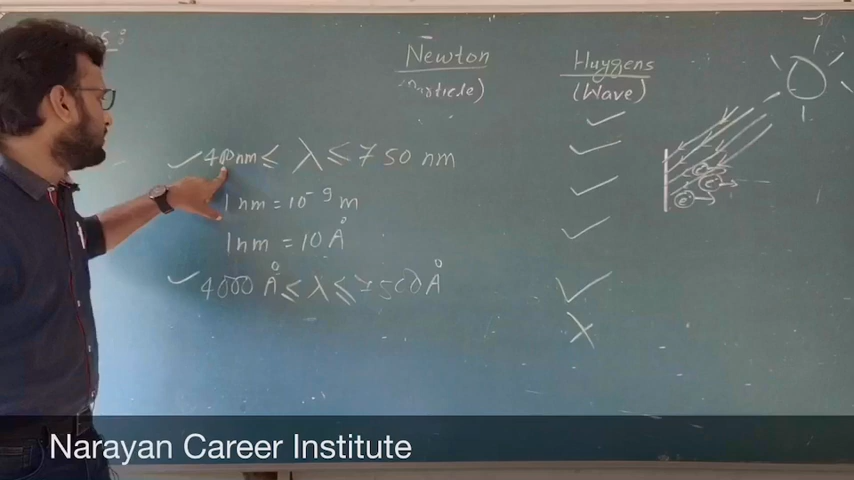 Newton
(Particle)
Huygens
(Wave)
✓ 400 nm ≤ λ ≤ 750 nm
1 nm = 10⁻⁹ m
1 nm = 10 Å
✓ 4000 Å ≤ λ ≤ 7500 Å
✓
✓
✓
✓
✓
✗
e⁻
e⁻
e⁻
Narayan Career Institute